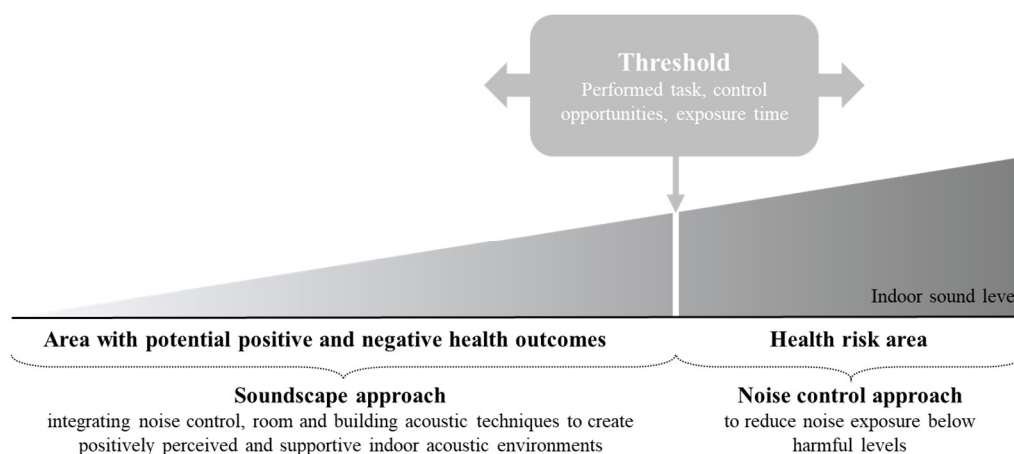 Threshold
Performed task, control
opportunities, exposure time
Indoor sound level
Area with potential positive and negative health outcomes
Health risk area
Soundscape approach
integrating noise control, room and building acoustic techniques to create
positively perceived and supportive indoor acoustic environments
Noise control approach
to reduce noise exposure below
harmful levels